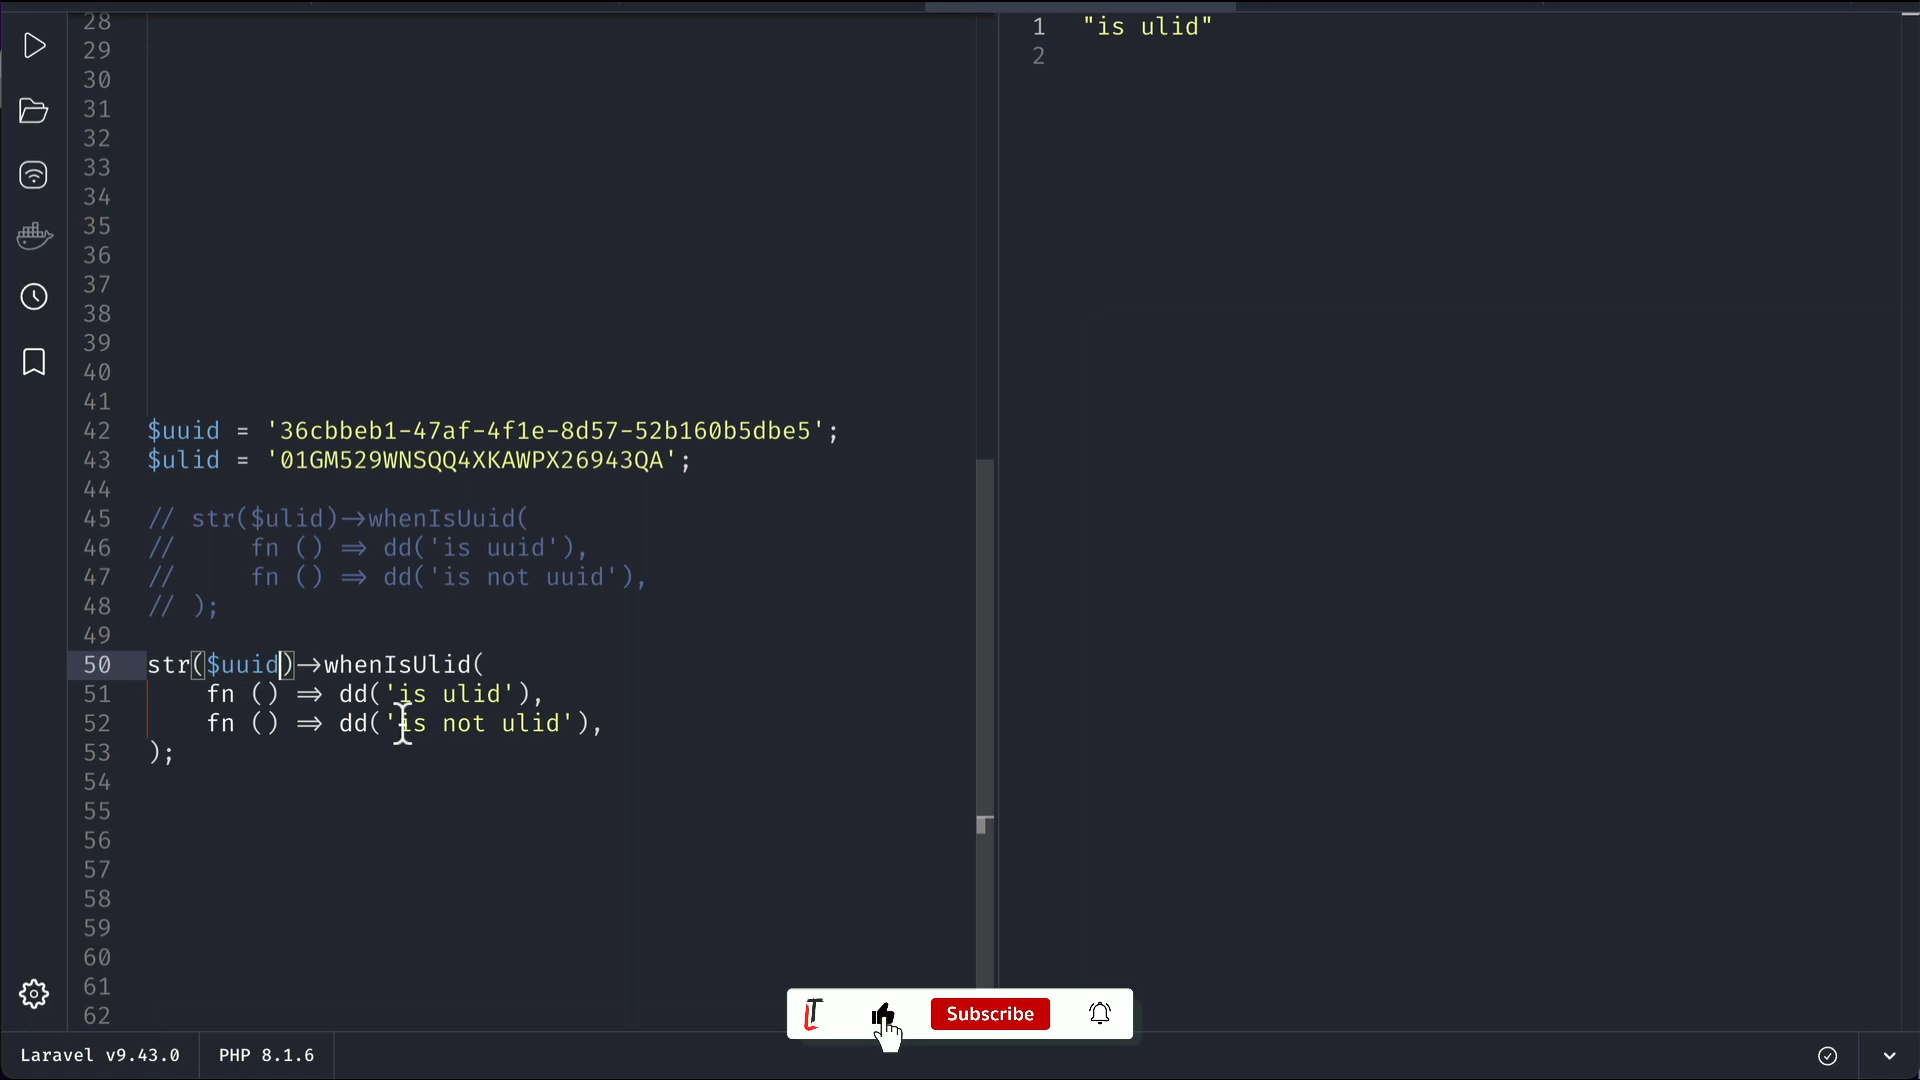 28
29
30
31
32
33
34
35
36
37
38
39
40
41
42 $uuid = '36cbbeb1-47af-4f1e-8d57-52b160b5dbe5';
43 $ulid = '01GM529WNSQQ4XKAWPX26943QA';
44
45 // str($ulid)->whenIsUuid(
46 //     fn () => dd('is uuid'),
47 //     fn () => dd('is not uuid'),
48 // );
49
50 str($uuid)->whenIsUlid(
51     fn () => dd('is ulid'),
52     fn () => dd('is not ulid'),
53 );
54
55
56
57
58
59
60
61
62
1 "is ulid"
2
LT Subscribe
Laravel v9.43.0 PHP 8.1.6